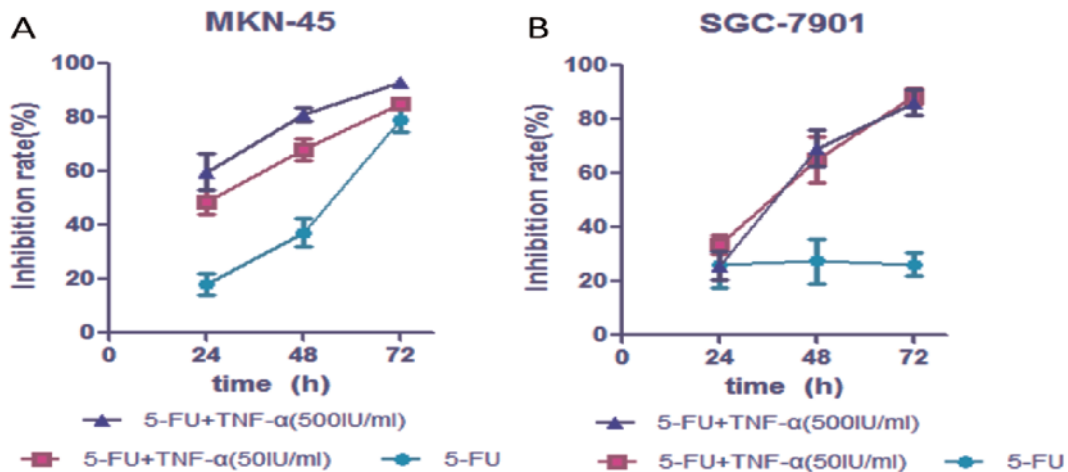 A
MKN-45
Inhibition rate(%)
100
80
60
40
20
0
0 24 48 72
time (h)
5-FU+TNF-α(500IU/ml)
5-FU+TNF-α(50IU/ml) 5-FU
B
SGC-7901
Inhibition rate(%)
100
80
60
40
20
0
0 24 48 72
time (h)
5-FU+TNF-α(500IU/ml)
5-FU+TNF-α(50IU/ml) 5-FU